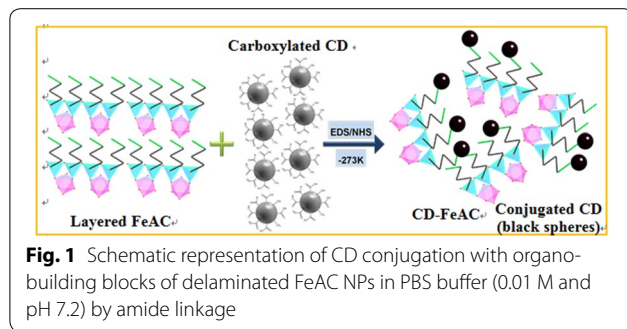 Carboxylated CD ↵
EDS/NHS
-273K
Layered FeAC↵
CD-FeAC↵
Conjugated CD↵
(black spheres)
Fig. 1 Schematic representation of CD conjugation with organo-
building blocks of delaminated FeAC NPs in PBS buffer (0.01 M and
pH 7.2) by amide linkage